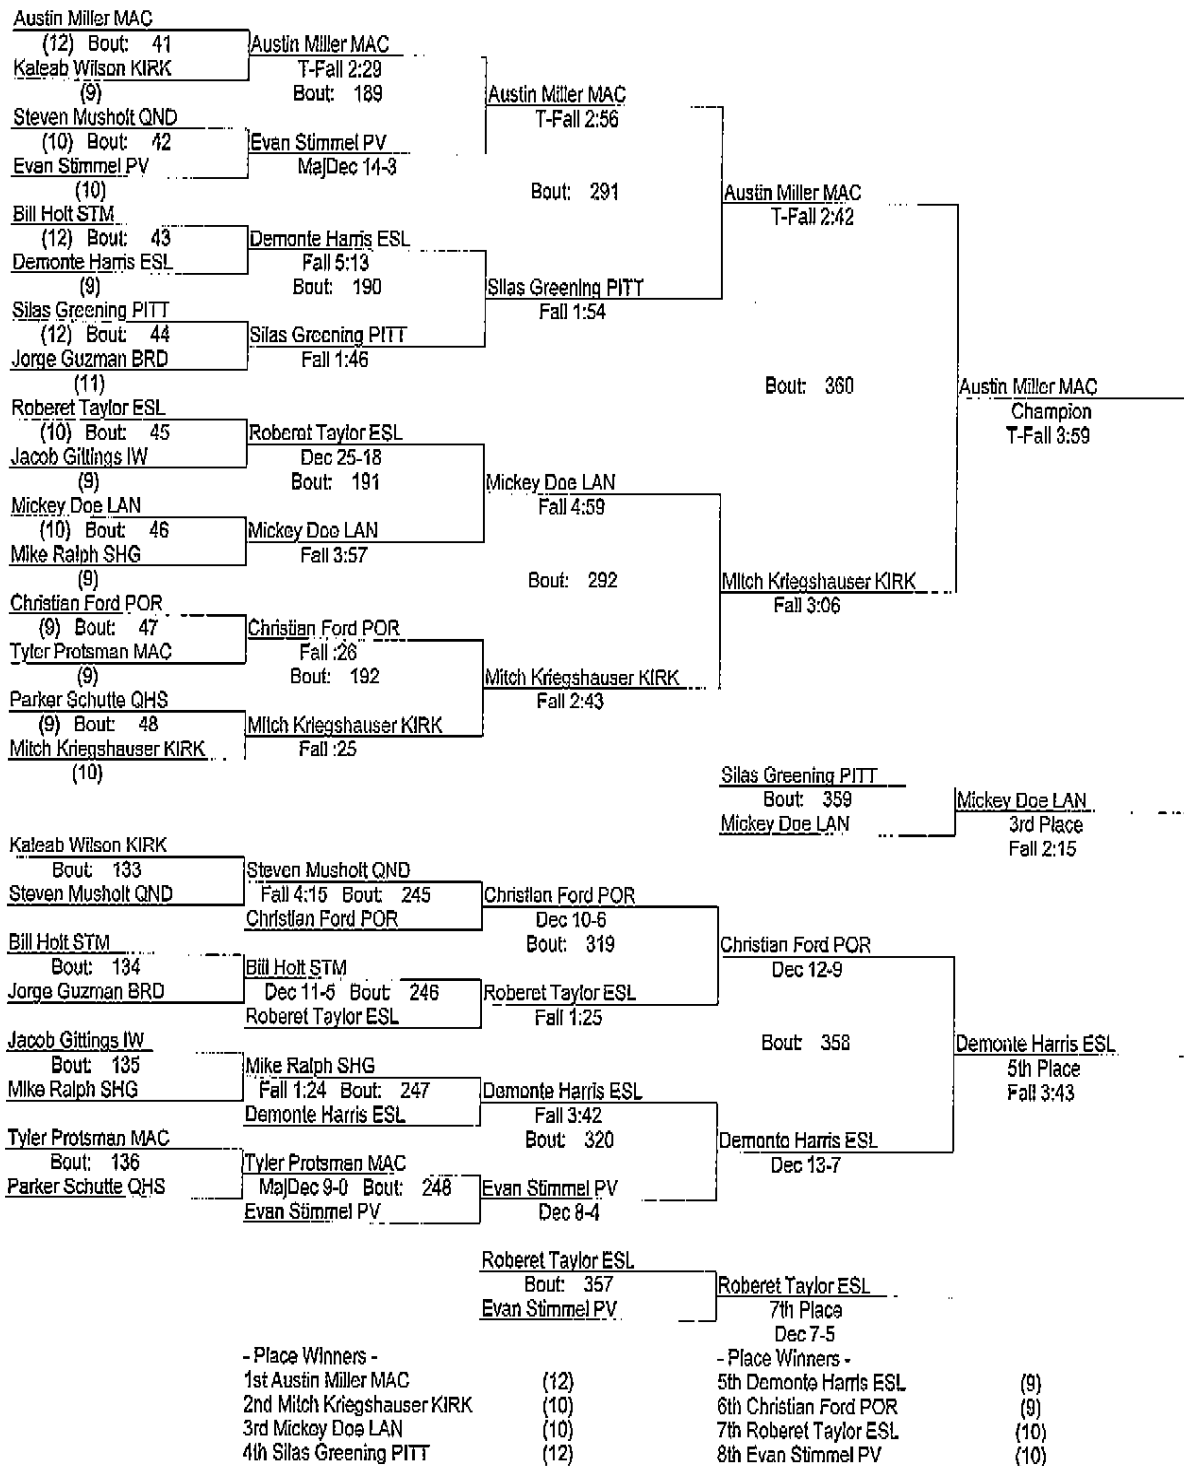 Austin Miller MAC
(12) Bout: 41
Kaleab Wilson KIRK
(9)
Steven Musholt QND
(10) Bout: 42
Evan Stimmel PV
(10)
Bill Holt STM
(12) Bout: 43
Demonte Harris ESL
(9)
Silas Greening PITT
(12) Bout: 44
Jorge Guzman BRD
(11)
Roberet Taylor ESL
(10) Bout: 45
Jacob Gittings IW
(9)
Mickey Doe LAN
(10) Bout: 46
Mike Ralph SHG
(9)
Christian Ford POR
(9) Bout: 47
Tyler Protsman MAC
(9)
Parker Schutte QHS
(9) Bout: 48
Mitch Kriegshauser KIRK
(10)
Austin Miller MAC
T-Fall 2:29
Bout: 189
Evan Stimmel PV
MajDec 14-3
Demonte Harris ESL
Fall 5:13
Bout: 190
Silas Greening PITT
Fall 1:46
Roberet Taylor ESL
Dec 25-18
Bout: 191
Mickey Doe LAN
Fall 3:57
Christian Ford POR
Fall :26
Bout: 192
Mitch Kriegshauser KIRK
Fall :25
Austin Miller MAC
T-Fall 2:56
Bout: 291
Silas Greening PITT
Fall 1:54
Mickey Doe LAN
Fall 4:59
Bout: 292
Mitch Kriegshauser KIRK
Fall 2:43
Austin Miller MAC
T-Fall 2:42
Bout: 360
Mitch Kriegshauser KIRK
Fall 3:06
Austin Miller MAC
Champion
T-Fall 3:59
Silas Greening PITT
Bout: 359
Mickey Doe LAN
Mickey Doe LAN
3rd Place
Fall 2:15
Kaleab Wilson KIRK
Bout: 133
Steven Musholt QND
Bill Holt STM
Bout: 134
Jorge Guzman BRD
Jacob Gittings IW
Bout: 135
Mike Ralph SHG
Tyler Protsman MAC
Bout: 136
Parker Schutte QHS
Steven Musholt QND
Fall 4:15 Bout: 245
Christian Ford POR
Bill Holt STM
Dec 11-5 Bout: 246
Roberet Taylor ESL
Mike Ralph SHG
Fall 1:24 Bout: 247
Demonte Harris ESL
Tyler Protsman MAC
MajDec 9-0 Bout: 248
Evan Stimmel PV
Christian Ford POR
Dec 10-6
Bout: 319
Roberet Taylor ESL
Fall 1:25
Demonte Harris ESL
Fall 3:42
Bout: 320
Evan Stimmel PV
Dec 8-4
Christian Ford POR
Dec 12-9
Bout: 358
Demonte Harris ESL
Dec 13-7
Demonte Harris ESL
5th Place
Fall 3:43
Roberet Taylor ESL
Bout: 357
Evan Stimmel PV
Roberet Taylor ESL
7th Place
Dec 7-5
- Place Winners -
1st Austin Miller MAC (12)
2nd Mitch Kriegshauser KIRK (10)
3rd Mickey Doe LAN (10)
4th Silas Greening PITT (12)
- Place Winners -
5th Demonte Harris ESL (9)
6th Christian Ford POR (9)
7th Roberet Taylor ESL (10)
8th Evan Stimmel PV (10)